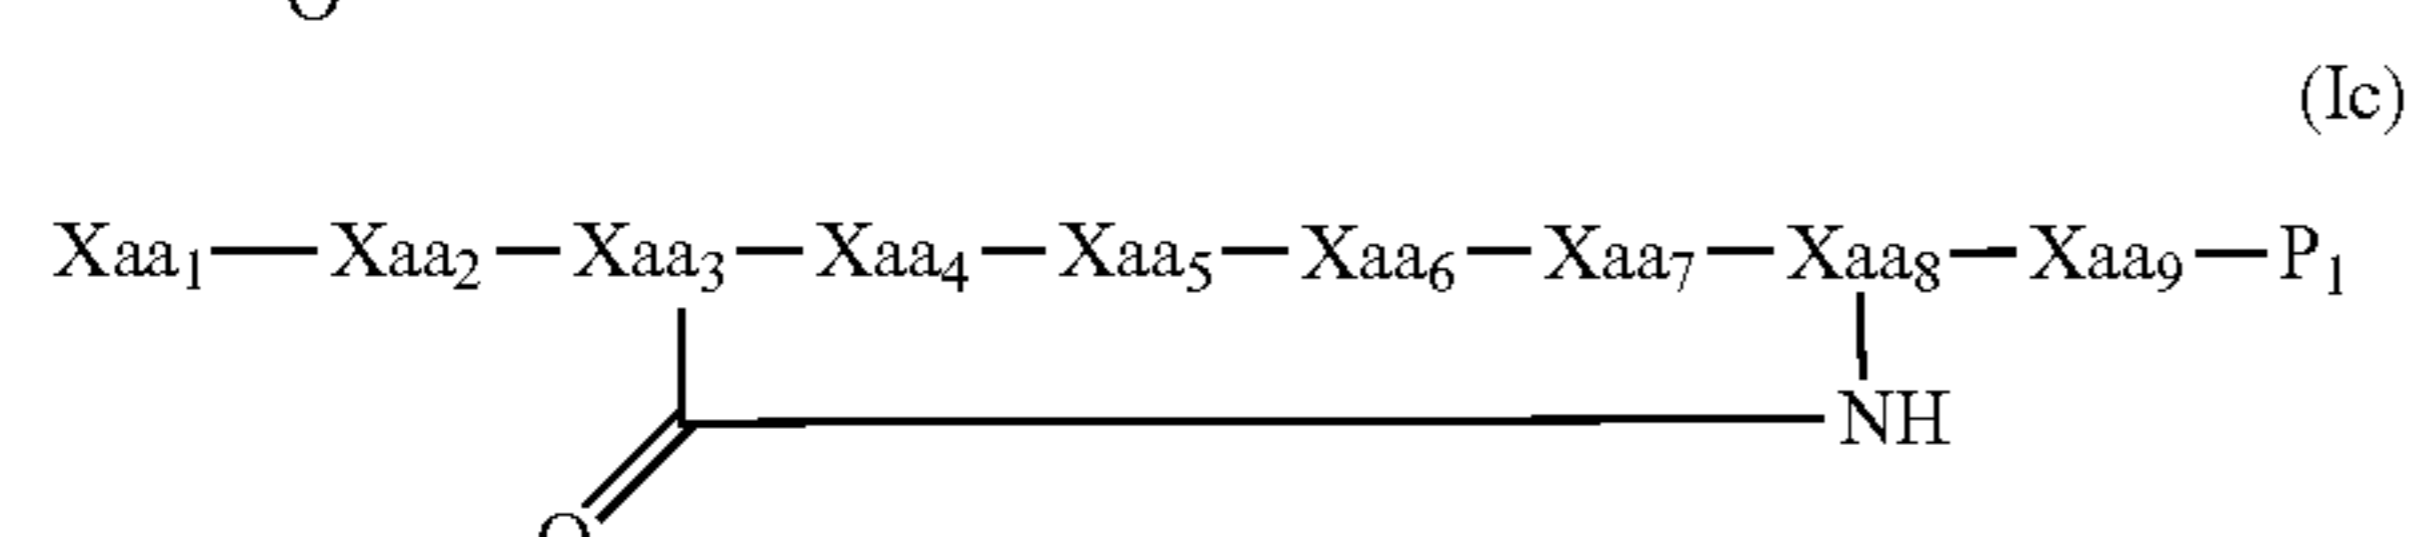 O
(Ic)
Xaa₁—Xaa₂—Xaa₃—Xaa₄—Xaa₅—Xaa₆—Xaa₇—Xaa₈—Xaa₉—P₁
NH
O